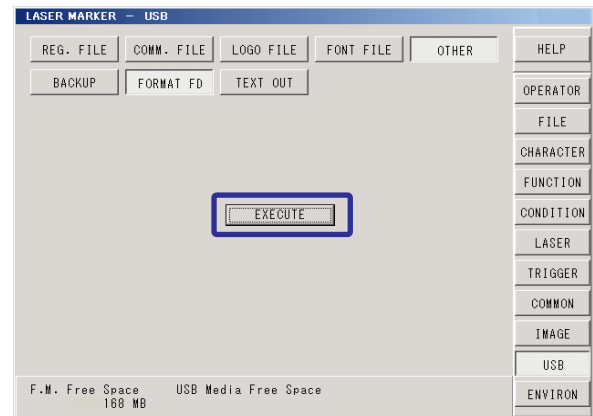 LASER MARKER – USB
REG. FILE COMM. FILE LOGO FILE FONT FILE OTHER HELP
BACKUP FORMAT FD TEXT OUT
OPERATOR
FILE
CHARACTER
FUNCTION
CONDITION
LASER
TRIGGER
COMMON
IMAGE
USB
ENVIRON
EXECUTE
F.M. Free Space USB Media Free Space
168 MB